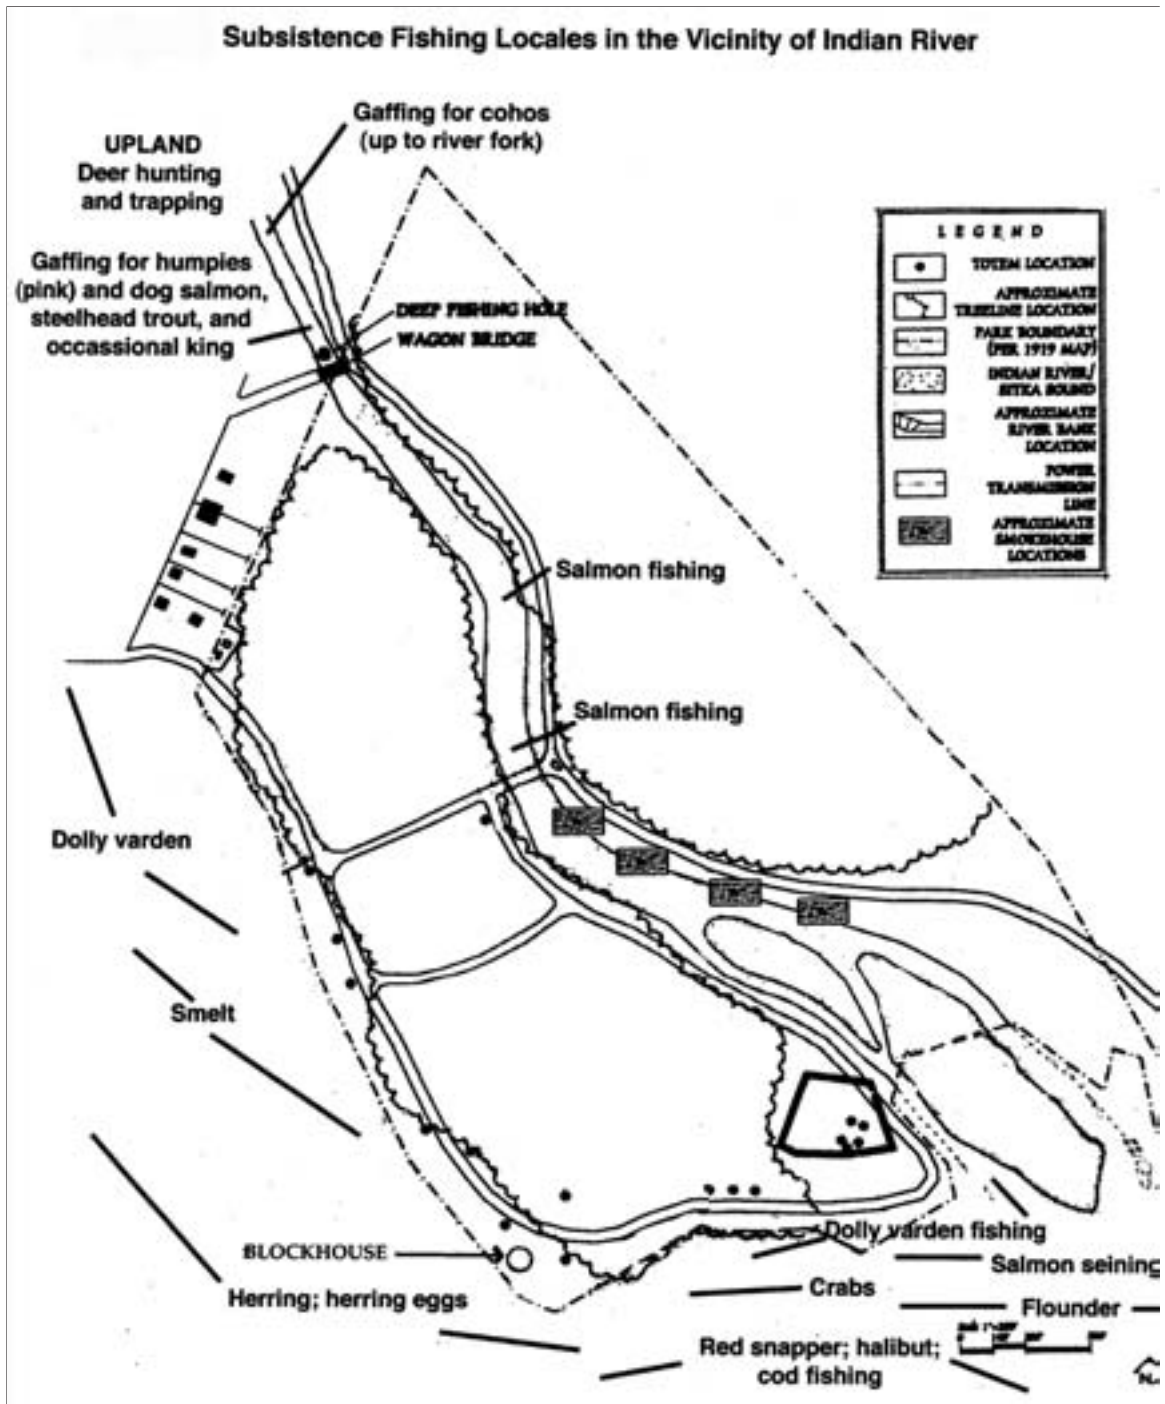 Subsistence Fishing Locales in the Vicinity of Indian River
Gaffing for cohos
(up to river fork)
UPLAND
Deer hunting
and trapping
Gaffing for humpies
(pink) and dog salmon,
steelhead trout, and
occassional king
DEEP FISHING HOLE
WAGON BRIDGE
LEGEND
TOTEM LOCATION
APPROXIMATE
TREELINE LOCATION
PARK BOUNDARY
(PER 1919 MAP)
INDIAN RIVER/
SITKA SOUND
APPROXIMATE
RIVER BANK
LOCATION
POWER
TRANSMISSION
LINE
APPROXIMATE
SMOKEHOUSE
LOCATIONS
Salmon fishing
Salmon fishing
Dolly varden
Smelt
BLOCKHOUSE
Herring; herring eggs
Dolly varden fishing
Salmon seining
Crabs
Flounder
Red snapper; halibut;
cod fishing
N